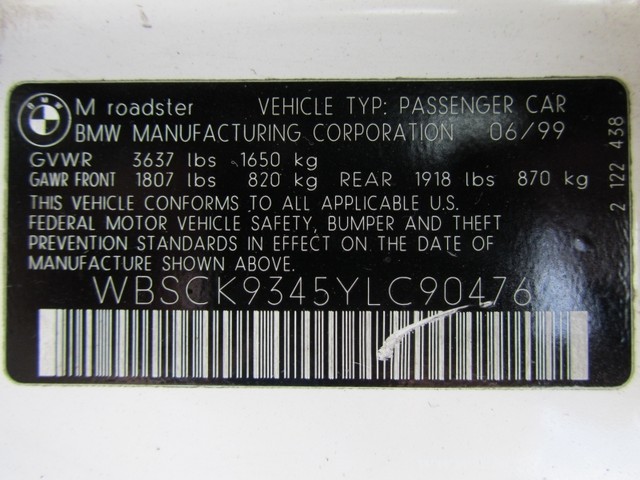 BMW
M roadster VEHICLE TYP: PASSENGER CAR
BMW MANUFACTURING CORPORATION 06/99
GVWR 3637 lbs 1650 kg
GAWR FRONT 1807 lbs 820 kg REAR 1918 lbs 870 kg
THIS VEHICLE CONFORMS TO ALL APPLICABLE U.S.
FEDERAL MOTOR VEHICLE SAFETY, BUMPER AND THEFT
PREVENTION STANDARDS IN EFFECT ON THE DATE OF
MANUFACTURE SHOWN ABOVE.
WBSCK9345YLC90476
2 122 438